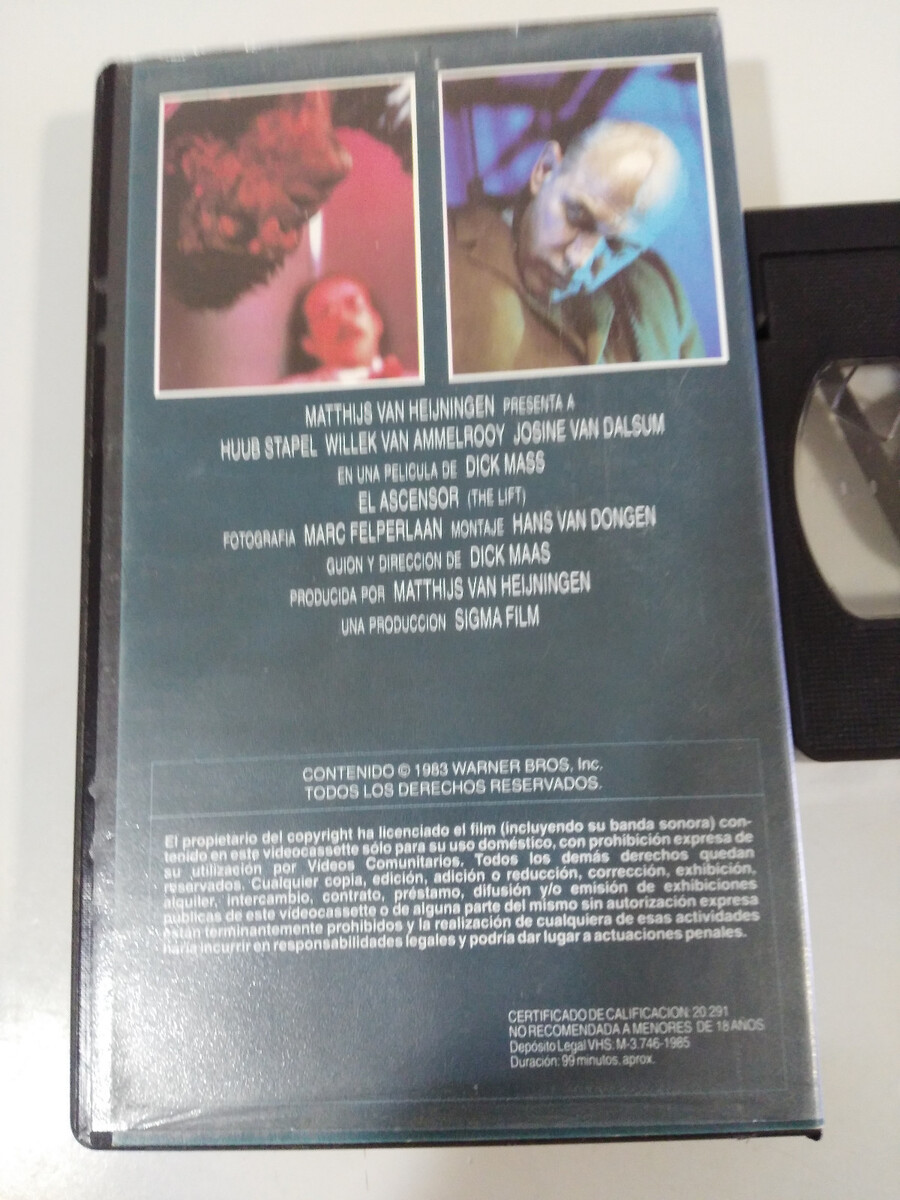 MATTHIJS VAN HEIJNINGEN PRESENTA A
HUUB STAPEL WILLEK VAN AMMELROOY JOSINE VAN DALSUM
EN UNA PELICULA DE DICK MASS
EL ASCENSOR (THE LIFT)
FOTOGRAFIA MARC FELPERLAAN MONTAJE HANS VAN DONGEN
GUION Y DIRECCION DE DICK MAAS
PRODUCIDA POR MATTHIJS VAN HEIJNINGEN
UNA PRODUCCION SIGMA FILM
CONTENIDO © 1983 WARNER BROS, Inc.
TODOS LOS DERECHOS RESERVADOS.
El propietario del copyright ha licenciado el film (incluyendo su banda sonora) con-
tenido en este videocassette sólo para su uso doméstico, con prohibición expresa de
su utilización por Vídeos Comunitarios. Todos los demás derechos quedan
reservados. Cualquier copia, edición, adición o reducción, corrección, exhibición,
alquiler, intercambio, contrato, préstamo, difusión y/o emisión de exhibiciones
públicas de este videocassette o de alguna parte del mismo sin autorización expresa
están terminantemente prohibidos y la realización de cualquiera de esas actividades
haría incurrir en responsabilidades legales y podría dar lugar a actuaciones penales.
CERTIFICADO DE CALIFICACION: 20.291
NO RECOMENDADA A MENORES DE 18 AÑOS
Depósito Legal VHS: M-3.746-1985
Duración: 99 minutos, aprox.